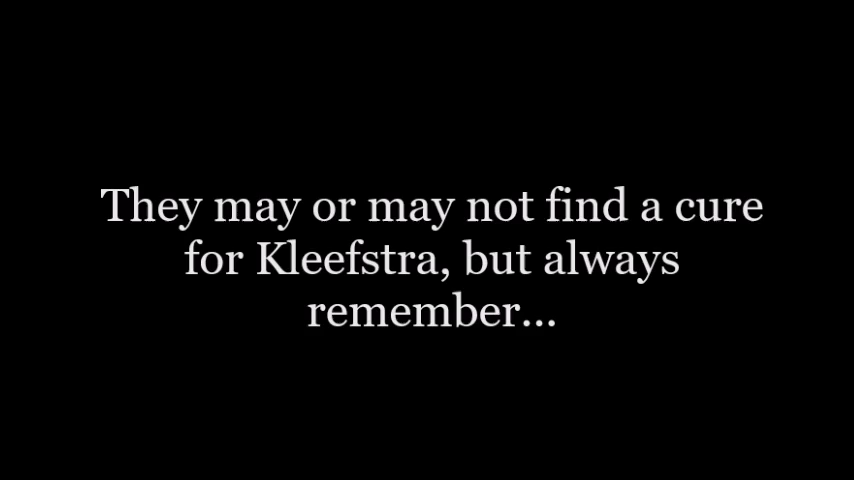 They may or may not find a cure
for Kleefstra, but always
remember...